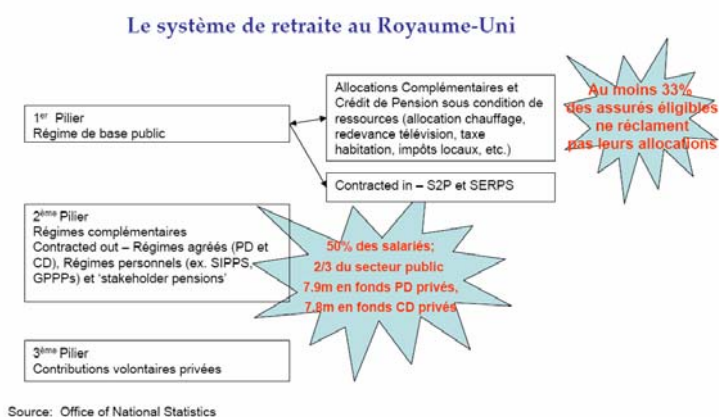 Le système de retraite au Royaume-Uni
1er Pilier
Régime de base public
Allocations Complémentaires et
Crédit de Pension sous condition de
ressources (allocation chauffage,
redevance télévision, taxe
habitation, impôts locaux, etc.)
Au moins 33%
des assurés éligibles
ne réclament
pas leurs allocations
Contracted in – S2P et SERPS
2ème Pilier
Régimes complémentaires
Contracted out – Régimes agréés (PD et
CD), Régimes personnels (ex. SIPPS,
GPPPs) et ‘stakeholder pensions’
50% des salariés;
2/3 du secteur public
7.9m en fonds PD privés,
7.8m en fonds CD privés
3ème Pilier
Contributions volontaires privées
Source: Office of National Statistics